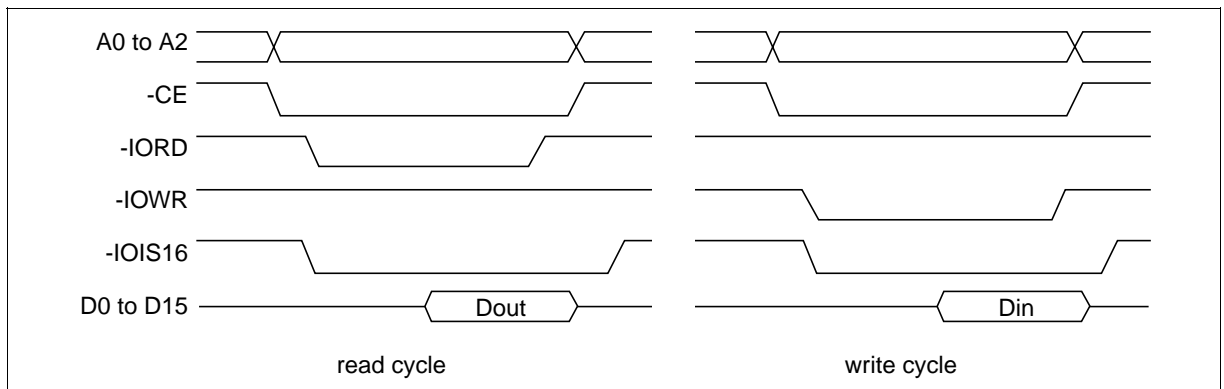 A0 to A2
-CE
-IORD
-IOWR
-IOIS16
D0 to D15
Dout
Din
read cycle
write cycle